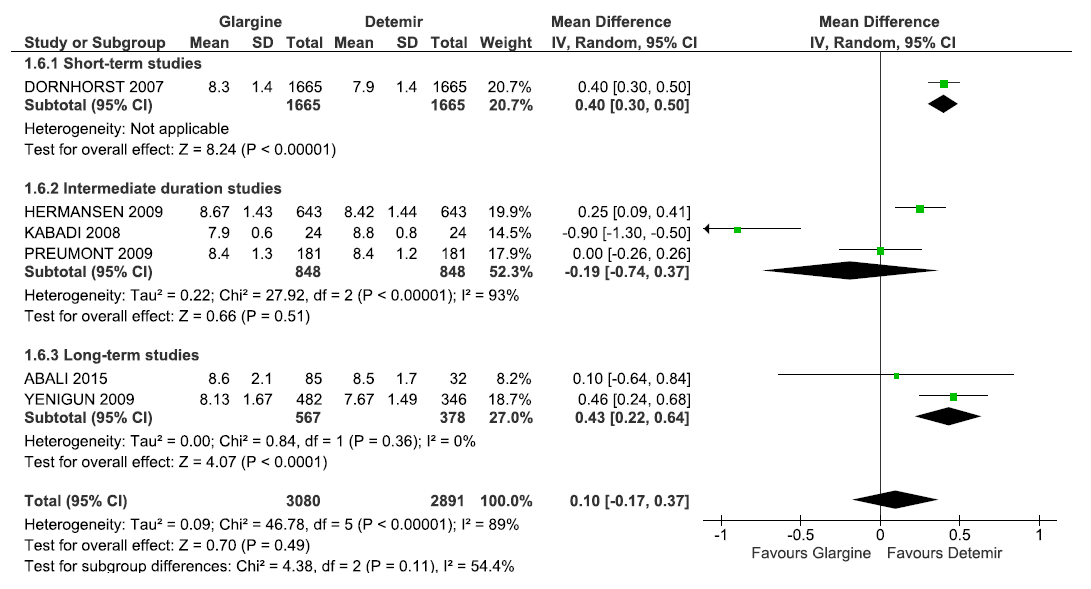 Glargine Detemir Mean Difference Mean Difference
Study or Subgroup Mean SD Total Mean SD Total Weight IV, Random, 95% CI IV, Random, 95% CI
1.6.1 Short-term studies
DORNHORST 2007 8.3 1.4 1665 7.9 1.4 1665 20.7% 0.40 [0.30, 0.50]
Subtotal (95% CI) 1665 1665 20.7% 0.40 [0.30, 0.50]
Heterogeneity: Not applicable
Test for overall effect: Z = 8.24 (P < 0.00001)
1.6.2 Intermediate duration studies
HERMANSEN 2009 8.67 1.43 643 8.42 1.44 643 19.9% 0.25 [0.09, 0.41]
KABADI 2008 7.9 0.6 24 8.8 0.8 24 14.5% -0.90 [-1.30, -0.50]
PREUMONT 2009 8.4 1.3 181 8.4 1.2 181 17.9% 0.00 [-0.26, 0.26]
Subtotal (95% CI) 848 848 52.3% -0.19 [-0.74, 0.37]
Heterogeneity: Tau² = 0.22; Chi² = 27.92, df = 2 (P < 0.00001); I² = 93%
Test for overall effect: Z = 0.66 (P = 0.51)
1.6.3 Long-term studies
ABALI 2015 8.6 2.1 85 8.5 1.7 32 8.2% 0.10 [-0.64, 0.84]
YENIGUN 2009 8.13 1.67 482 7.67 1.49 346 18.7% 0.46 [0.24, 0.68]
Subtotal (95% CI) 567 378 27.0% 0.43 [0.22, 0.64]
Heterogeneity: Tau² = 0.00; Chi² = 0.84, df = 1 (P = 0.36); I² = 0%
Test for overall effect: Z = 4.07 (P < 0.0001)
Total (95% CI) 3080 2891 100.0% 0.10 [-0.17, 0.37]
Heterogeneity: Tau² = 0.09; Chi² = 46.78, df = 5 (P < 0.00001); I² = 89%
Test for overall effect: Z = 0.70 (P = 0.49)
Test for subgroup differences: Chi² = 4.38, df = 2 (P = 0.11), I² = 54.4%
-1 -0.5 0 0.5 1
Favours Glargine Favours Detemir